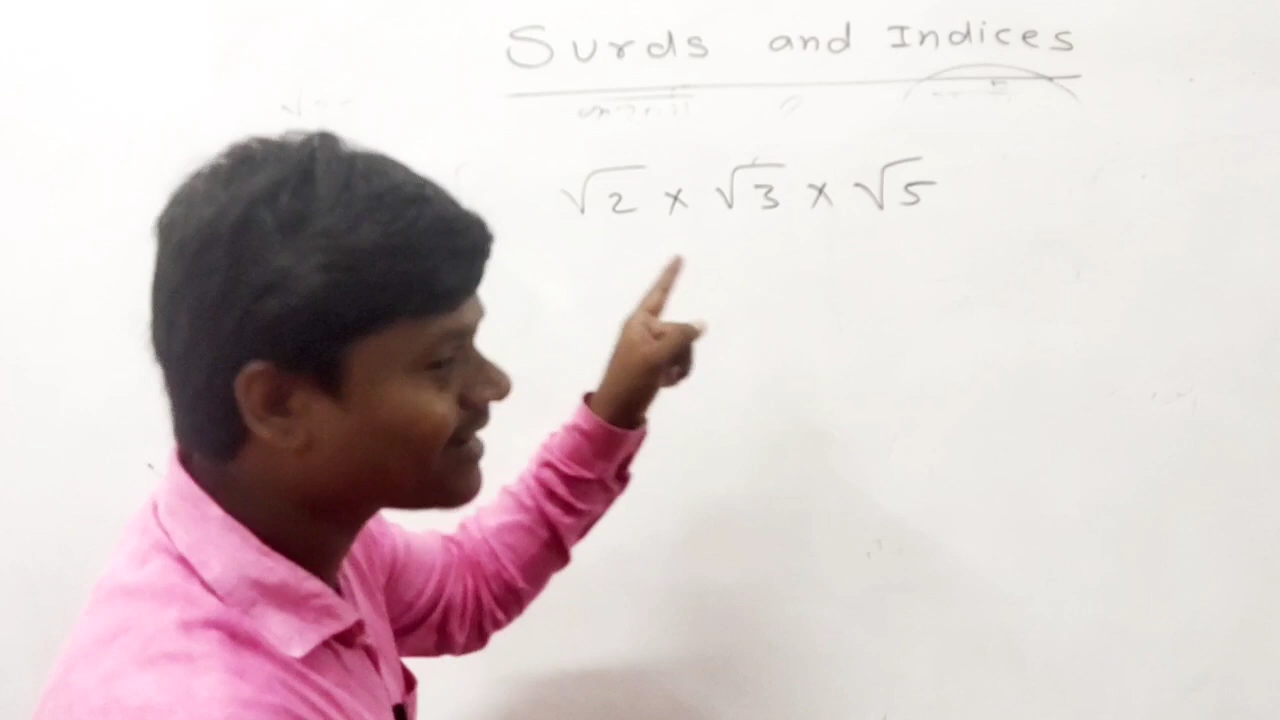 Surds and Indices
√2 × √3 × √5